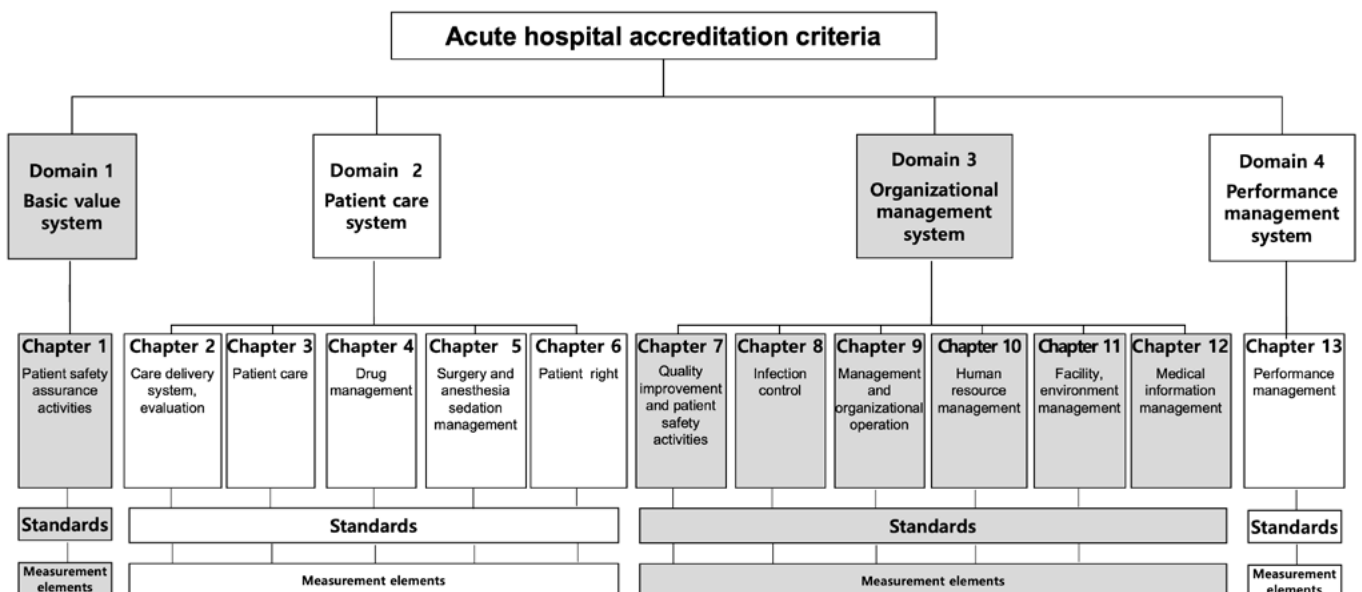 Acute hospital accreditation criteria
Domain 1
Basic value
system
Domain 2
Patient care
system
Domain 3
Organizational
management
system
Domain 4
Performance
management
system
Chapter 1
Patient safety
assurance
activities
Chapter 2
Care delivery
system,
evaluation
Chapter 3
Patient care
Chapter 4
Drug
management
Chapter 5
Surgery and
anesthesia
sedation
management
Chapter 6
Patient right
Chapter 7
Quality
improvement
and patient
safety
activities
Chapter 8
Infection
control
Chapter 9
Management
and
organizational
operation
Chapter 10
Human
resource
management
Chapter 11
Facility,
environment
management
Chapter 12
Medical
information
management
Chapter 13
Performance
management
Standards
Standards
Standards
Standards
Measurement
elements
Measurement elements
Measurement elements
Measurement
elements